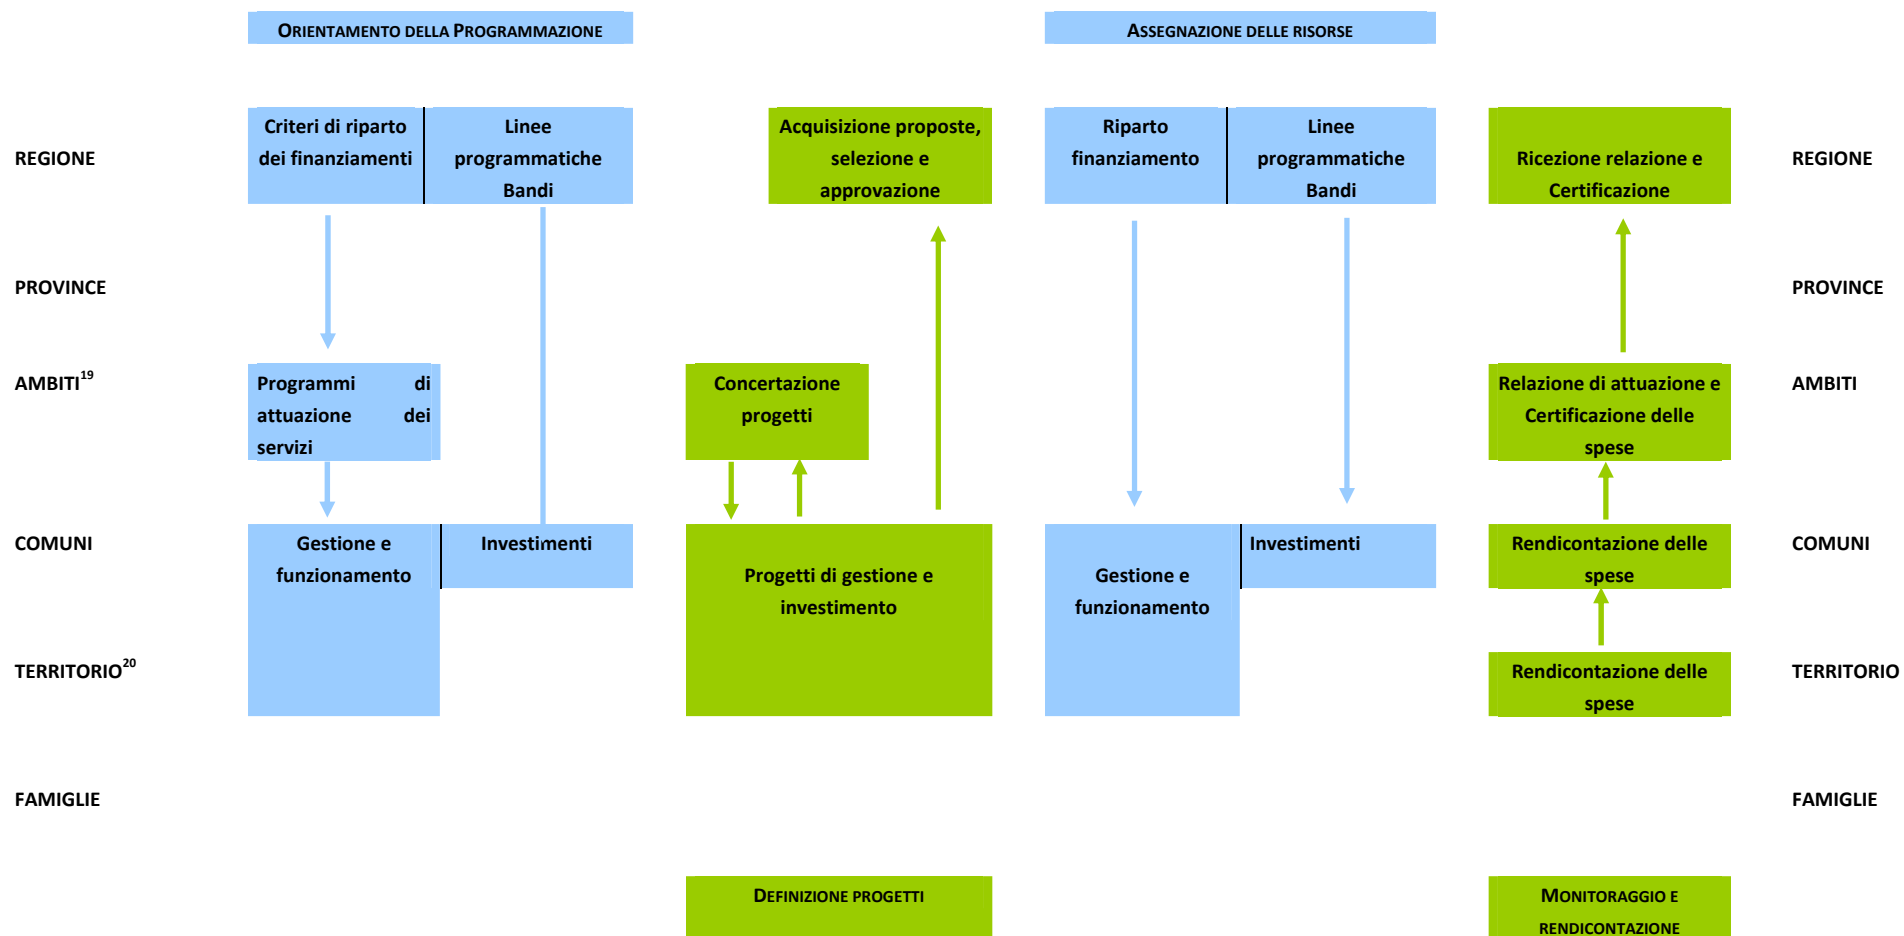 ORIENTAMENTO DELLA PROGRAMMAZIONE
ASSEGNAZIONE DELLE RISORSE
REGIONE
Criteri di riparto
dei finanziamenti
Linee
programmatiche
Bandi
Acquisizione proposte,
selezione e
approvazione
Riparto
finanziamento
Linee
programmatiche
Bandi
Ricezione relazione e
Certificazione
REGIONE
PROVINCE
PROVINCE
AMBITI19
Programmi di
attuazione dei
servizi
Concertazione
progetti
Relazione di attuazione e
Certificazione delle
spese
AMBITI
COMUNI
Gestione e
funzionamento
Investimenti
Progetti di gestione e
investimento
Gestione e
funzionamento
Investimenti
Rendicontazione delle
spese
COMUNI
TERRITORIO20
Rendicontazione delle
spese
TERRITORIO
FAMIGLIE
FAMIGLIE
DEFINIZIONE PROGETTI
MONITORAGGIO E
RENDICONTAZIONE